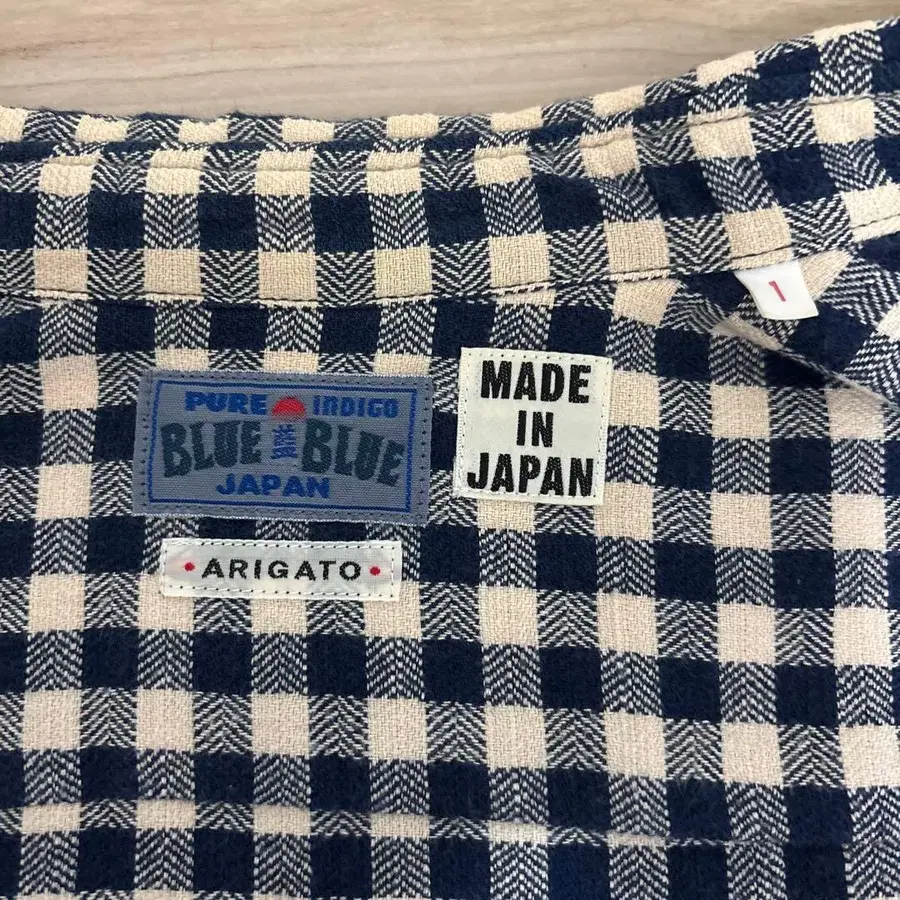 PURE INDIGO
BLUE BLUE
JAPAN
MADE
IN
JAPAN
1
• ARIGATO •